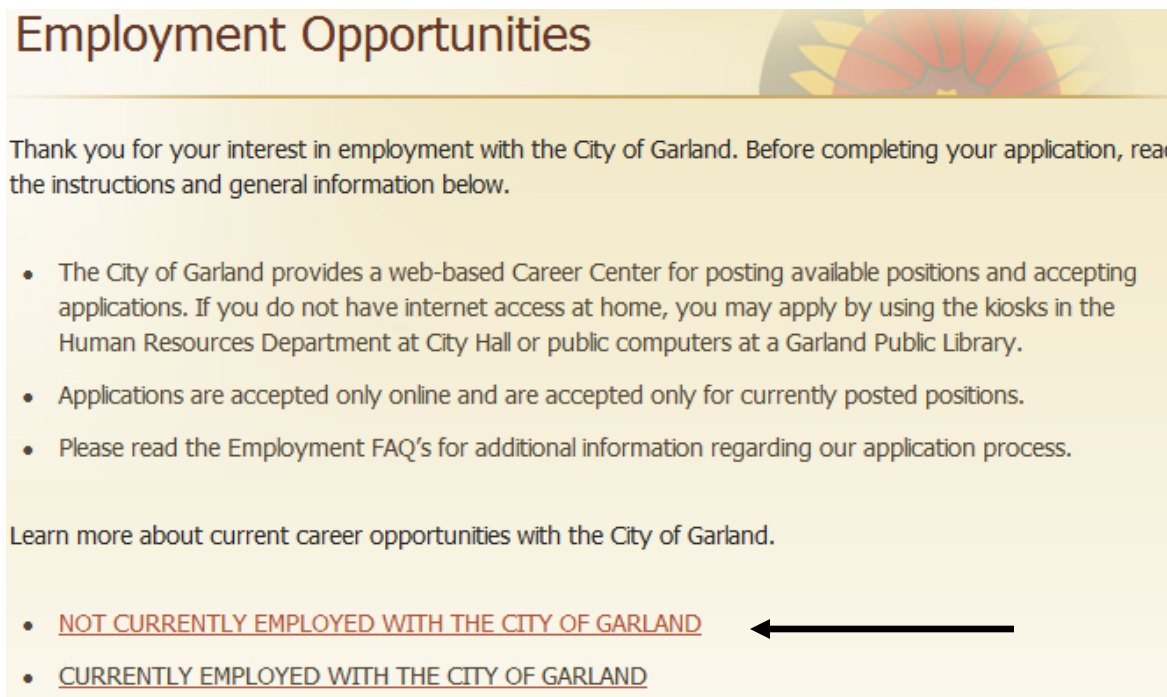 Employment Opportunities
Thank you for your interest in employment with the City of Garland. Before completing your application, read
the instructions and general information below.
• The City of Garland provides a web-based Career Center for posting available positions and accepting
applications. If you do not have internet access at home, you may apply by using the kiosks in the
Human Resources Department at City Hall or public computers at a Garland Public Library.
• Applications are accepted only online and are accepted only for currently posted positions.
• Please read the Employment FAQ’s for additional information regarding our application process.
Learn more about current career opportunities with the City of Garland.
• NOT CURRENTLY EMPLOYED WITH THE CITY OF GARLAND
• CURRENTLY EMPLOYED WITH THE CITY OF GARLAND